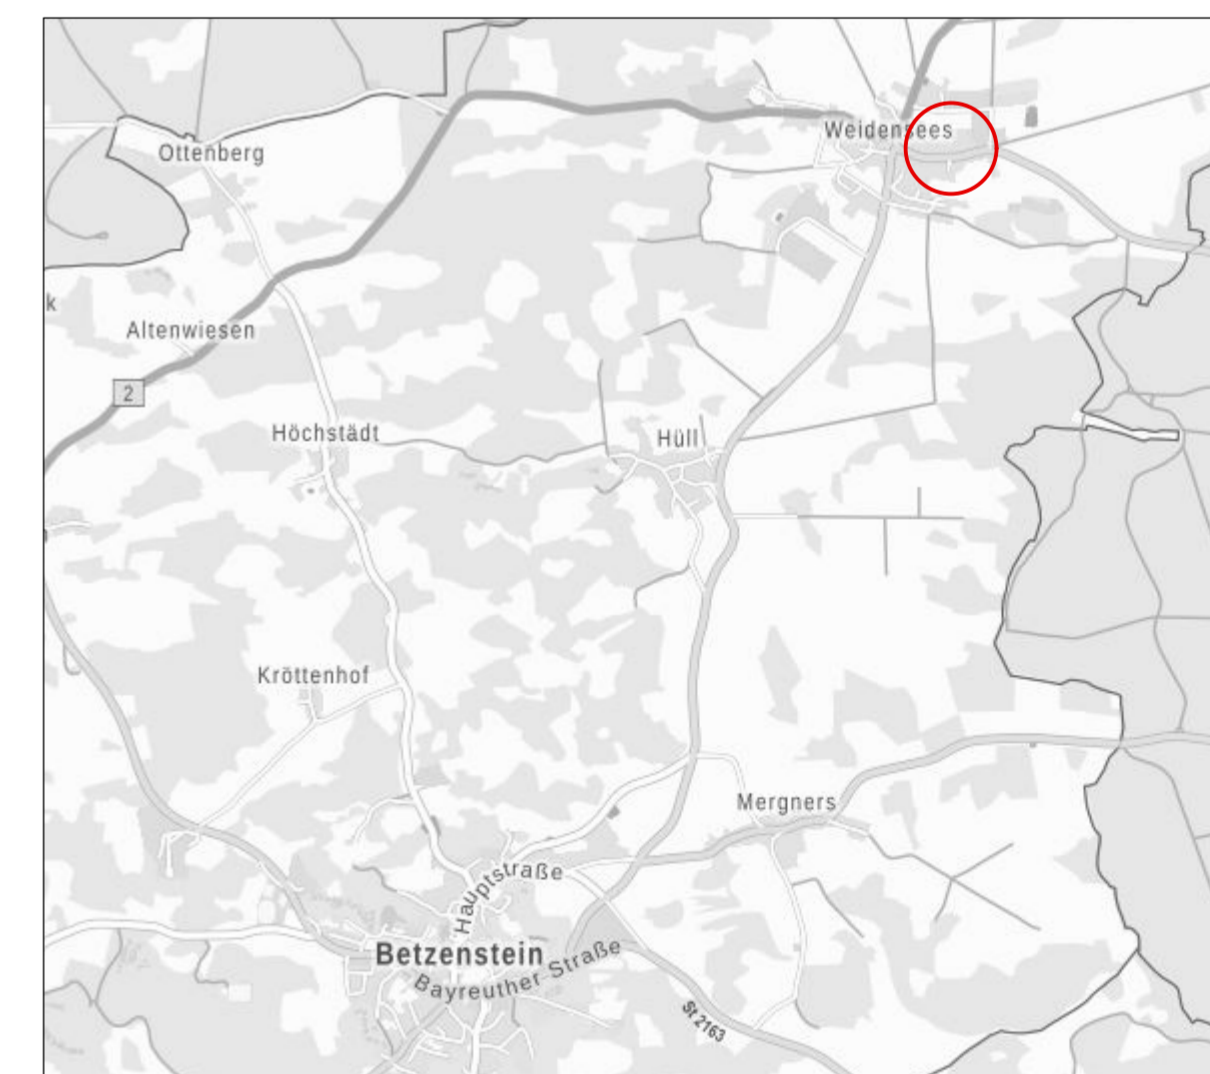 Weidensees
Ottenberg
k
Altenwiesen
2
Höchstädt
Hüll
Kröttenhof
Mergners
Hauptstraße
Betzenstein
Bayreuther-Straße
St 2163